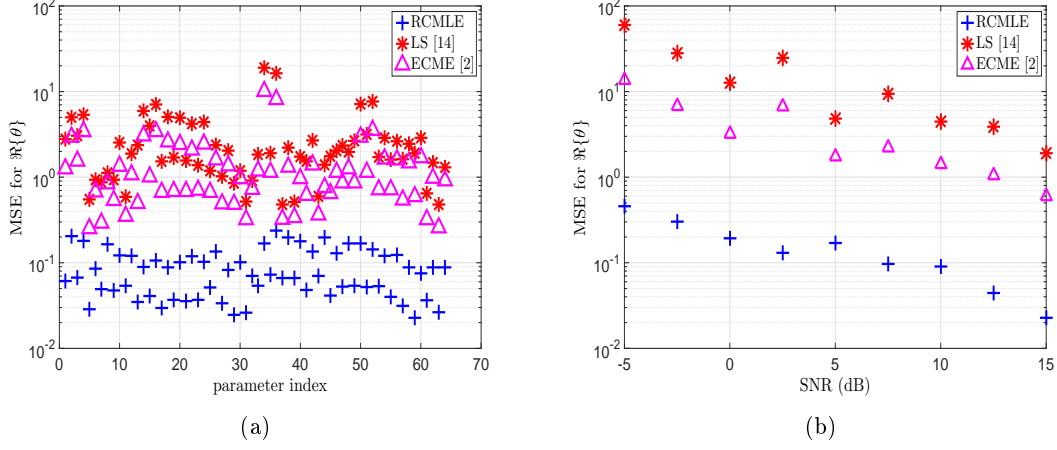 10^2
10^1
10^0
10^-1
10^-2
MSE for ℜ{θ}
RCMLE
LS [14]
ECME [2]
0 10 20 30 40 50 60 70
parameter index
(a)
10^2
10^1
10^0
10^-1
10^-2
MSE for ℜ{θ}
RCMLE
LS [14]
ECME [2]
-5 0 5 10 15
SNR (dB)
(b)